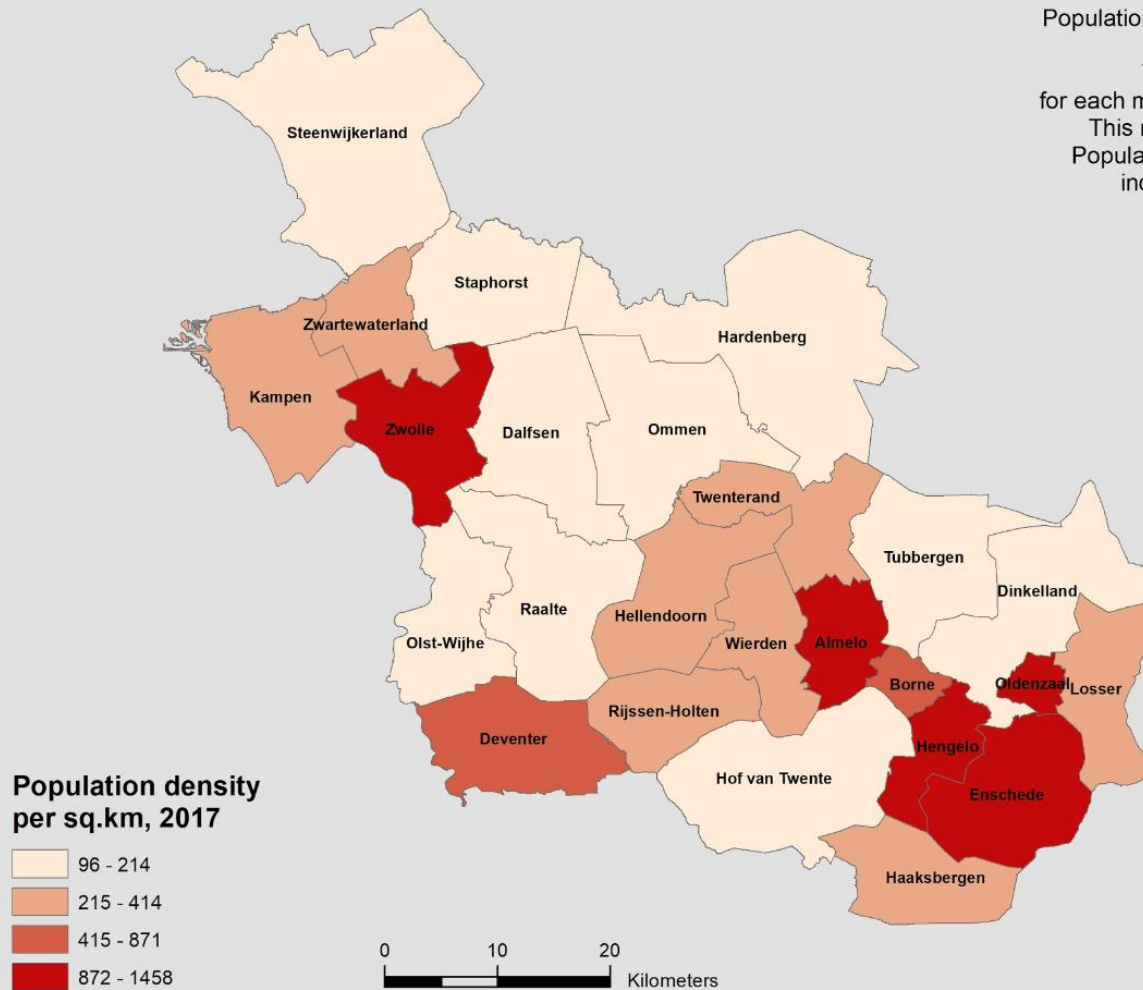 Populatio
for each m
This r
Popula
inc
Steenwijkerland
Staphorst
Zwartewaterland
Hardenberg
Kampen
Zwolle
Dalfsen
Ommen
Twenterand
Tubbergen
Dinkelland
Raalte
Hellendoorn
Olst-Wijhe
Wierden
Almelo
Borne
Oldenzaal
Losser
Rijssen-Holten
Deventer
Hengelo
Hof van Twente
Enschede
Haaksbergen
Population density
per sq.km, 2017
96 - 214
215 - 414
415 - 871
872 - 1458
0 10 20
Kilometers